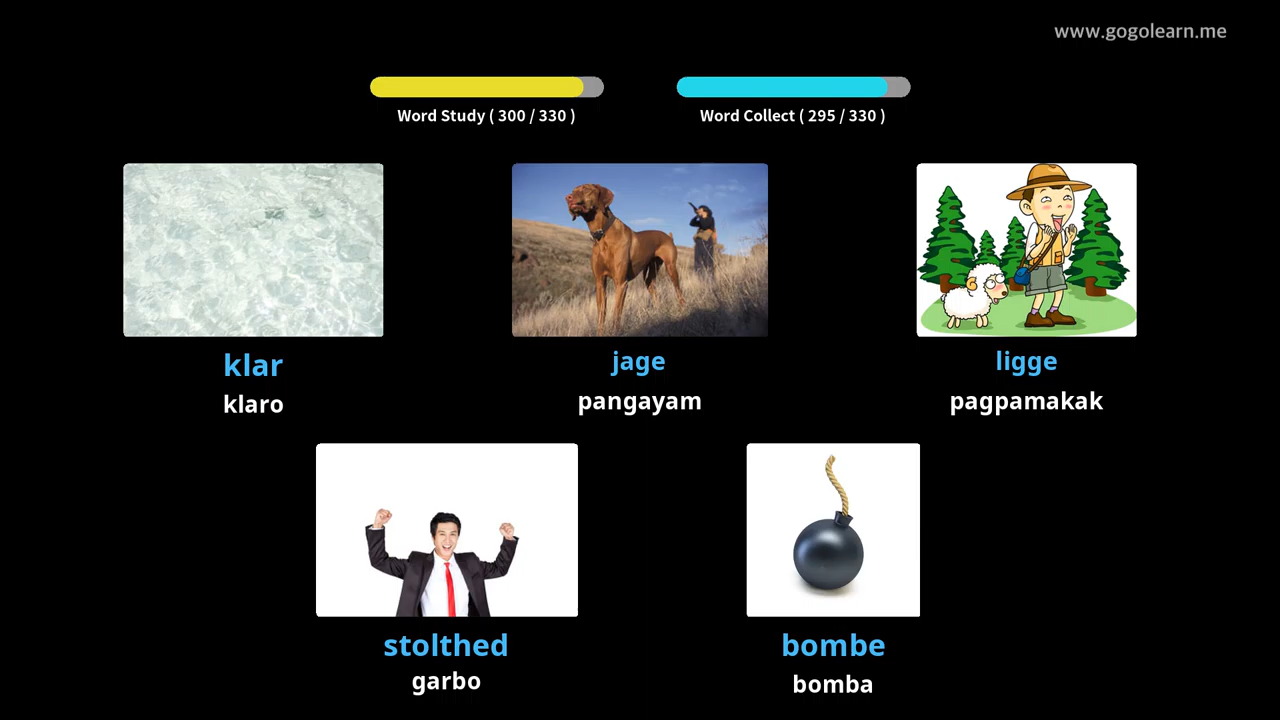 www.gogolearn.me
Word Study ( 300 / 330 )
Word Collect ( 295 / 330 )
klar
klaro
jage
pangayam
ligge
pagpamakak
stolthed
garbo
bombe
bomba